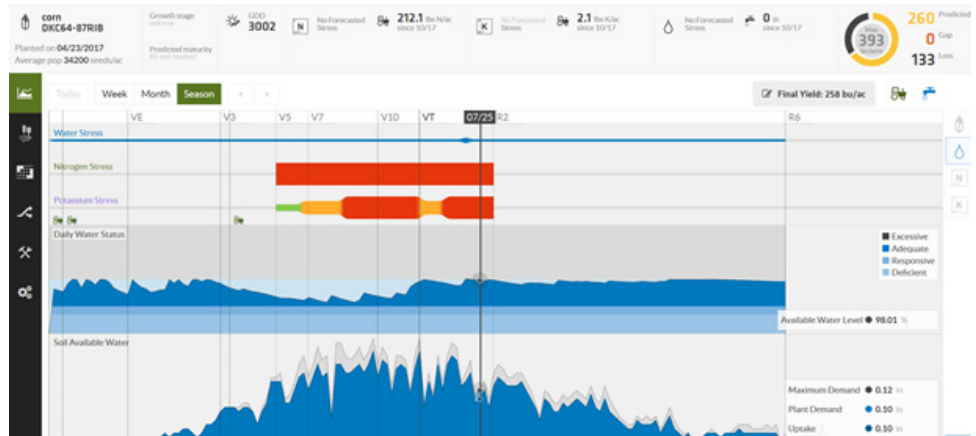 corn
DKC64-87RIB
Planted on 04/23/2017
Average pop 34200 seeds/ac
Growth stage
Predicted maturity
GDD
3002
N
No Forecasted
Stress
212.1 lbs N/ac
since 10/17
K
No Forecasted
Stress
2.1 lbs K/ac
since 10/17
No Forecasted
Stress
0 in
since 10/17
393
260 Predicted
0 Gap
133 Loss
Today
Week
Month
Season
Final Yield: 258 bu/ac
VE
V3
V5
V7
V10
VT
07/25
R2
R6
Water Stress
Nitrogen Stress
Potassium Stress
N
K
Daily Water Status
Excessive
Adequate
Responsive
Deficient
Available Water Level 98.01 %
Soil Available Water
Maximum Demand 0.12 in
Plant Demand 0.10 in
Uptake 0.10 in